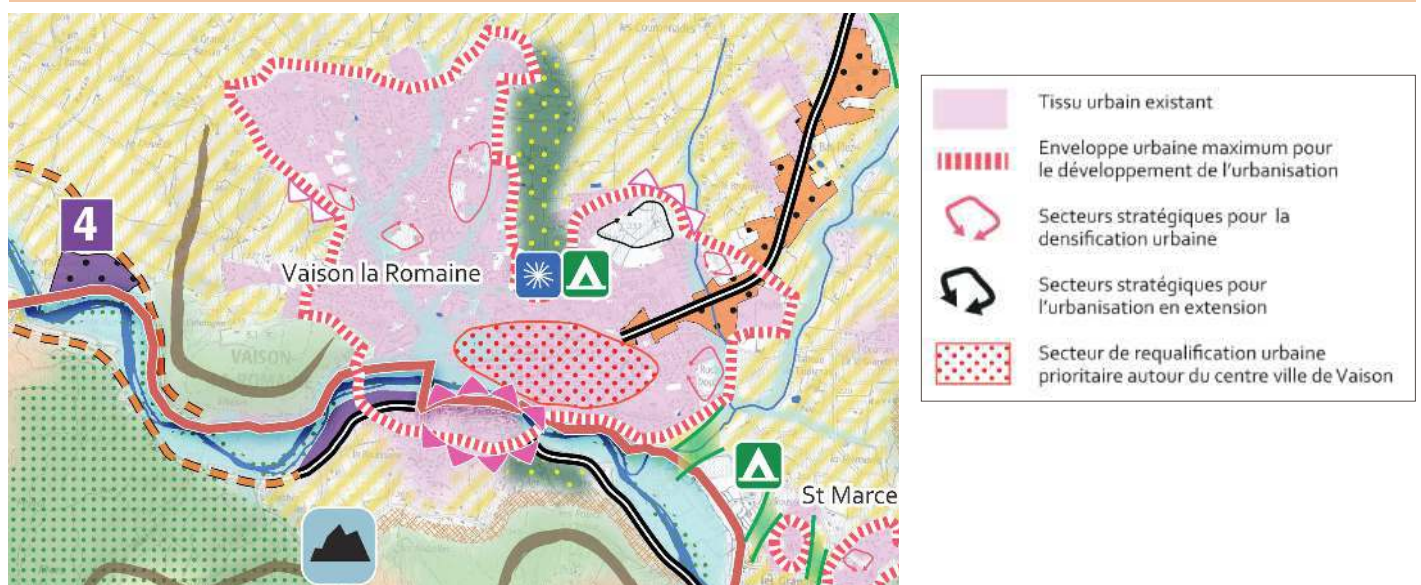 4
Vaison la Romaine
VAISON
St Marce
Tissu urbain existant
Enveloppe urbaine maximum pour
le développement de l'urbanisation
Secteurs stratégiques pour la
densification urbaine
Secteurs stratégiques pour
l'urbanisation en extension
Secteur de requalification urbaine
prioritaire autour du centre ville de Vaison